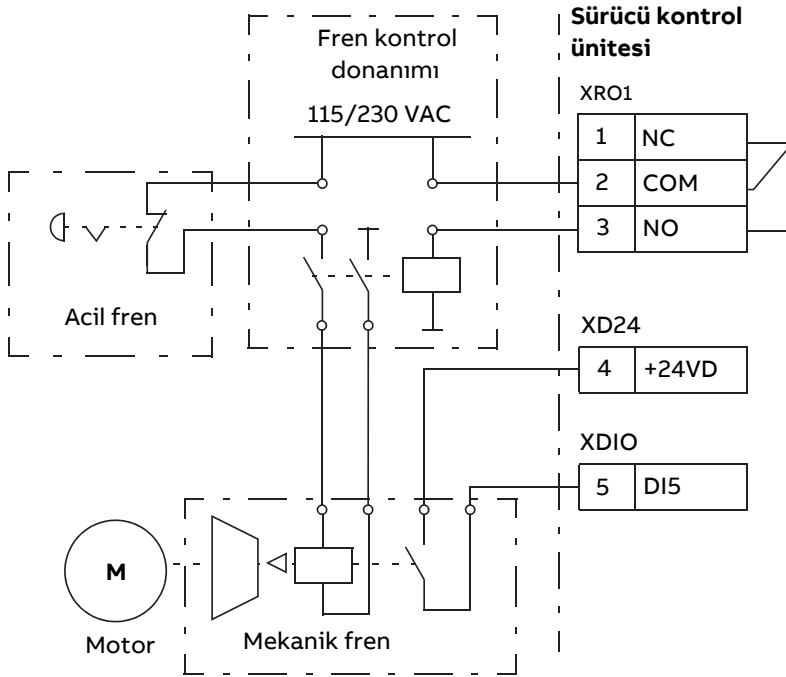 Fren kontrol
donanımı
115/230 VAC
Sürücü kontrol
ünitesi
XRO1
1 NC
2 COM
3 NO
Acil fren
XD24
4 +24VD
XDIO
5 DI5
M
Motor
Mekanik fren